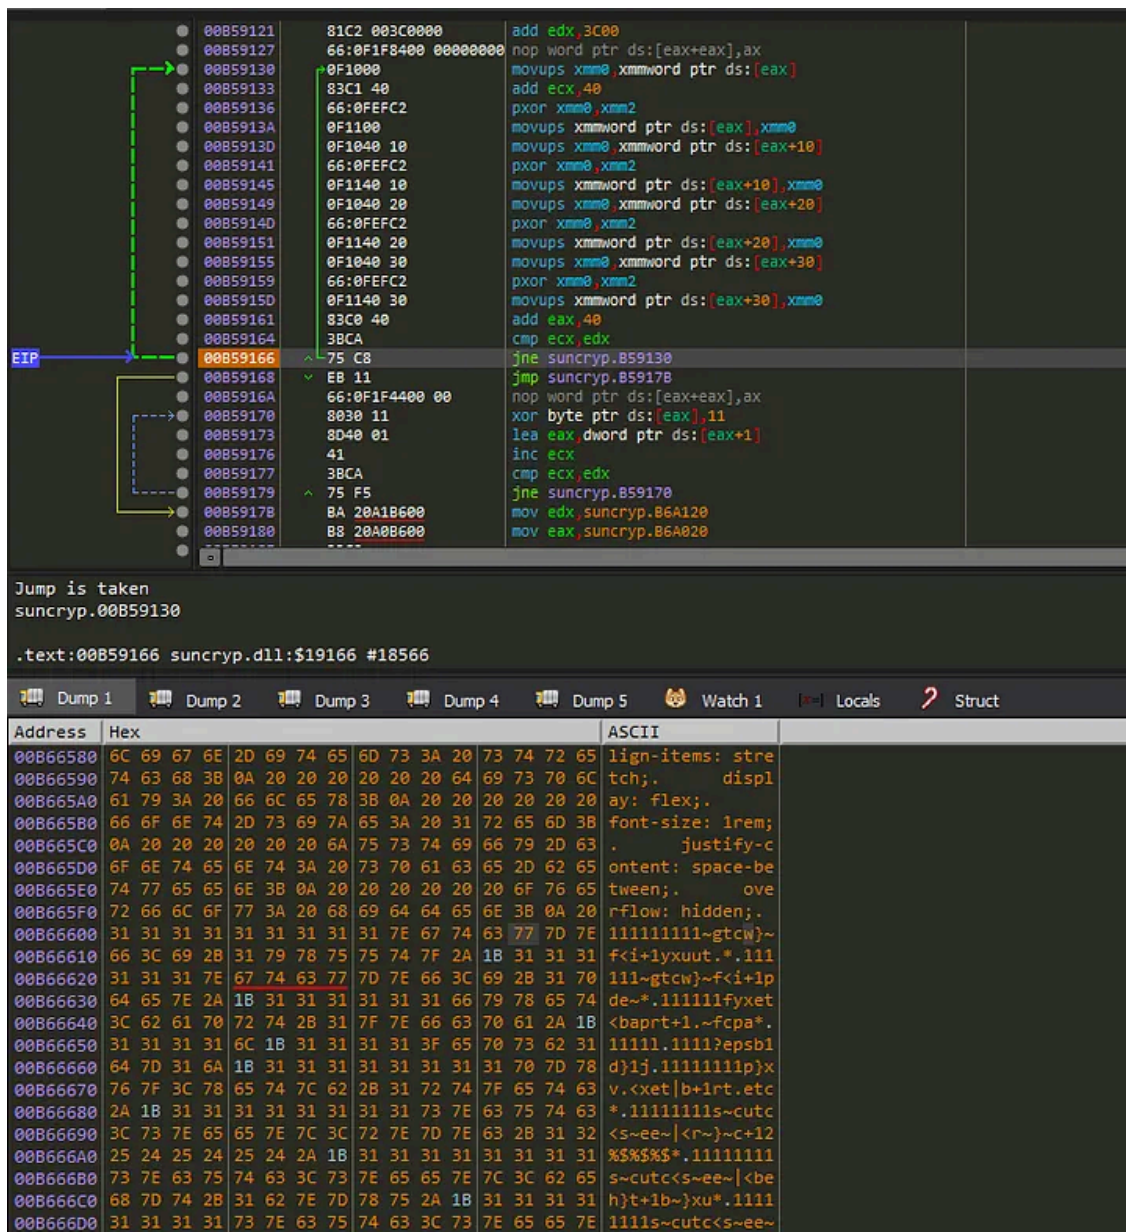 00B59121 81C2 003C0000 add edx,3C00
00B59127 66:0F1F8400 00000000 nop word ptr ds:[eax+eax],ax
00B59130 0F1000 movups xmm0,xmmword ptr ds:[eax]
00B59133 83C1 40 add ecx,40
00B59136 66:0FEFC2 pxor xmm0,xmm2
00B5913A 0F1100 movups xmmword ptr ds:[eax],xmm0
00B5913D 0F1040 10 movups xmm0,xmmword ptr ds:[eax+10]
00B59141 66:0FEFC2 pxor xmm0,xmm2
00B59145 0F1140 10 movups xmmword ptr ds:[eax+10],xmm0
00B59149 0F1040 20 movups xmm0,xmmword ptr ds:[eax+20]
00B5914D 66:0FEFC2 pxor xmm0,xmm2
00B59151 0F1140 20 movups xmmword ptr ds:[eax+20],xmm0
00B59155 0F1040 30 movups xmm0,xmmword ptr ds:[eax+30]
00B59159 66:0FEFC2 pxor xmm0,xmm2
00B5915D 0F1140 30 movups xmmword ptr ds:[eax+30],xmm0
00B59161 83C0 40 add eax,40
00B59164 3BCA cmp ecx,edx
EIP 00B59166 75 C8 jne suncryp.B59130
00B59168 EB 11 jmp suncryp.B5917B
00B5916A 66:0F1F4400 00 nop word ptr ds:[eax+eax],ax
00B59170 8030 11 xor byte ptr ds:[eax],11
00B59173 8D40 01 lea eax,dword ptr ds:[eax+1]
00B59176 41 inc ecx
00B59177 3BCA cmp ecx,edx
00B59179 75 F5 jne suncryp.B59170
00B5917B BA 20A1B600 mov edx,suncryp.B6A120
00B59180 B8 20A0B600 mov eax,suncryp.B6A020
Jump is taken
suncryp.00B59130
.text:00B59166 suncryp.dll:$19166 #18566
Dump 1 Dump 2 Dump 3 Dump 4 Dump 5 Watch 1 Locals Struct
Address Hex ASCII
00B66580 6C 69 67 6E 2D 69 74 65 6D 73 3A 20 73 74 72 65 lign-items: stre
00B66590 74 63 68 3B 0A 20 20 20 20 20 20 64 69 73 70 6C tch;.      displ
00B665A0 61 79 3A 20 66 6C 65 78 3B 0A 20 20 20 20 20 20 ay: flex;.
00B665B0 66 6F 6E 74 2D 73 69 7A 65 3A 20 31 72 65 6D 3B font-size: 1rem;
00B665C0 0A 20 20 20 20 20 20 6A 75 73 74 69 66 79 2D 63 .      justify-c
00B665D0 6F 6E 74 65 6E 74 3A 20 73 70 61 63 65 2D 62 65 ontent: space-be
00B665E0 74 77 65 65 6E 3B 0A 20 20 20 20 20 20 6F 76 65 tween;.      ove
00B665F0 72 66 6C 6F 77 3A 20 68 69 64 64 65 6E 3B 0A 20 rflow: hidden;.
00B66600 31 31 31 31 31 31 31 31 31 7E 67 74 63 77 7D 7E 111111111~gtcw}~
00B66610 66 3C 69 2B 31 79 78 75 75 74 7F 2A 1B 31 31 31 f<i+1yxuut.*.111
00B66620 31 31 31 7E 67 74 63 77 7D 7E 66 3C 69 2B 31 70 111~gtcw}~f<i+1p
00B66630 64 65 7E 2A 1B 31 31 31 31 31 31 66 79 78 65 74 de~*.111111fyxet
00B66640 3C 62 61 70 72 74 2B 31 7F 7E 66 63 70 61 2A 1B <baprt+1.~fcpa*.
00B66650 31 31 31 31 6C 1B 31 31 31 31 3F 65 70 73 62 31 1111l.1111?epsb1
00B66660 64 7D 31 6A 1B 31 31 31 31 31 31 31 31 70 7D 78 d}1j.11111111p}x
00B66670 76 7F 3C 78 65 74 7C 62 2B 31 72 74 7F 65 74 63 v.<xet|b+1rt.etc
00B66680 2A 1B 31 31 31 31 31 31 31 31 73 7E 63 75 74 63 *.11111111s~cutc
00B66690 3C 73 7E 65 65 7E 7C 3C 72 7E 7D 7E 63 2B 31 32 <s~ee~|<r~}~c+12
00B666A0 25 24 25 24 25 24 2A 1B 31 31 31 31 31 31 31 31 %$%$%$*.11111111
00B666B0 73 7E 63 75 74 63 3C 73 7E 65 65 7E 7C 3C 62 65 s~cutc<s~ee~|<be
00B666C0 68 7D 74 2B 31 62 7E 7D 78 75 2A 1B 31 31 31 31 h}t+1b~}xu*.1111
00B666D0 31 31 31 31 73 7E 63 75 74 63 3C 73 7E 65 65 7E 1111s~cutc<s~ee~